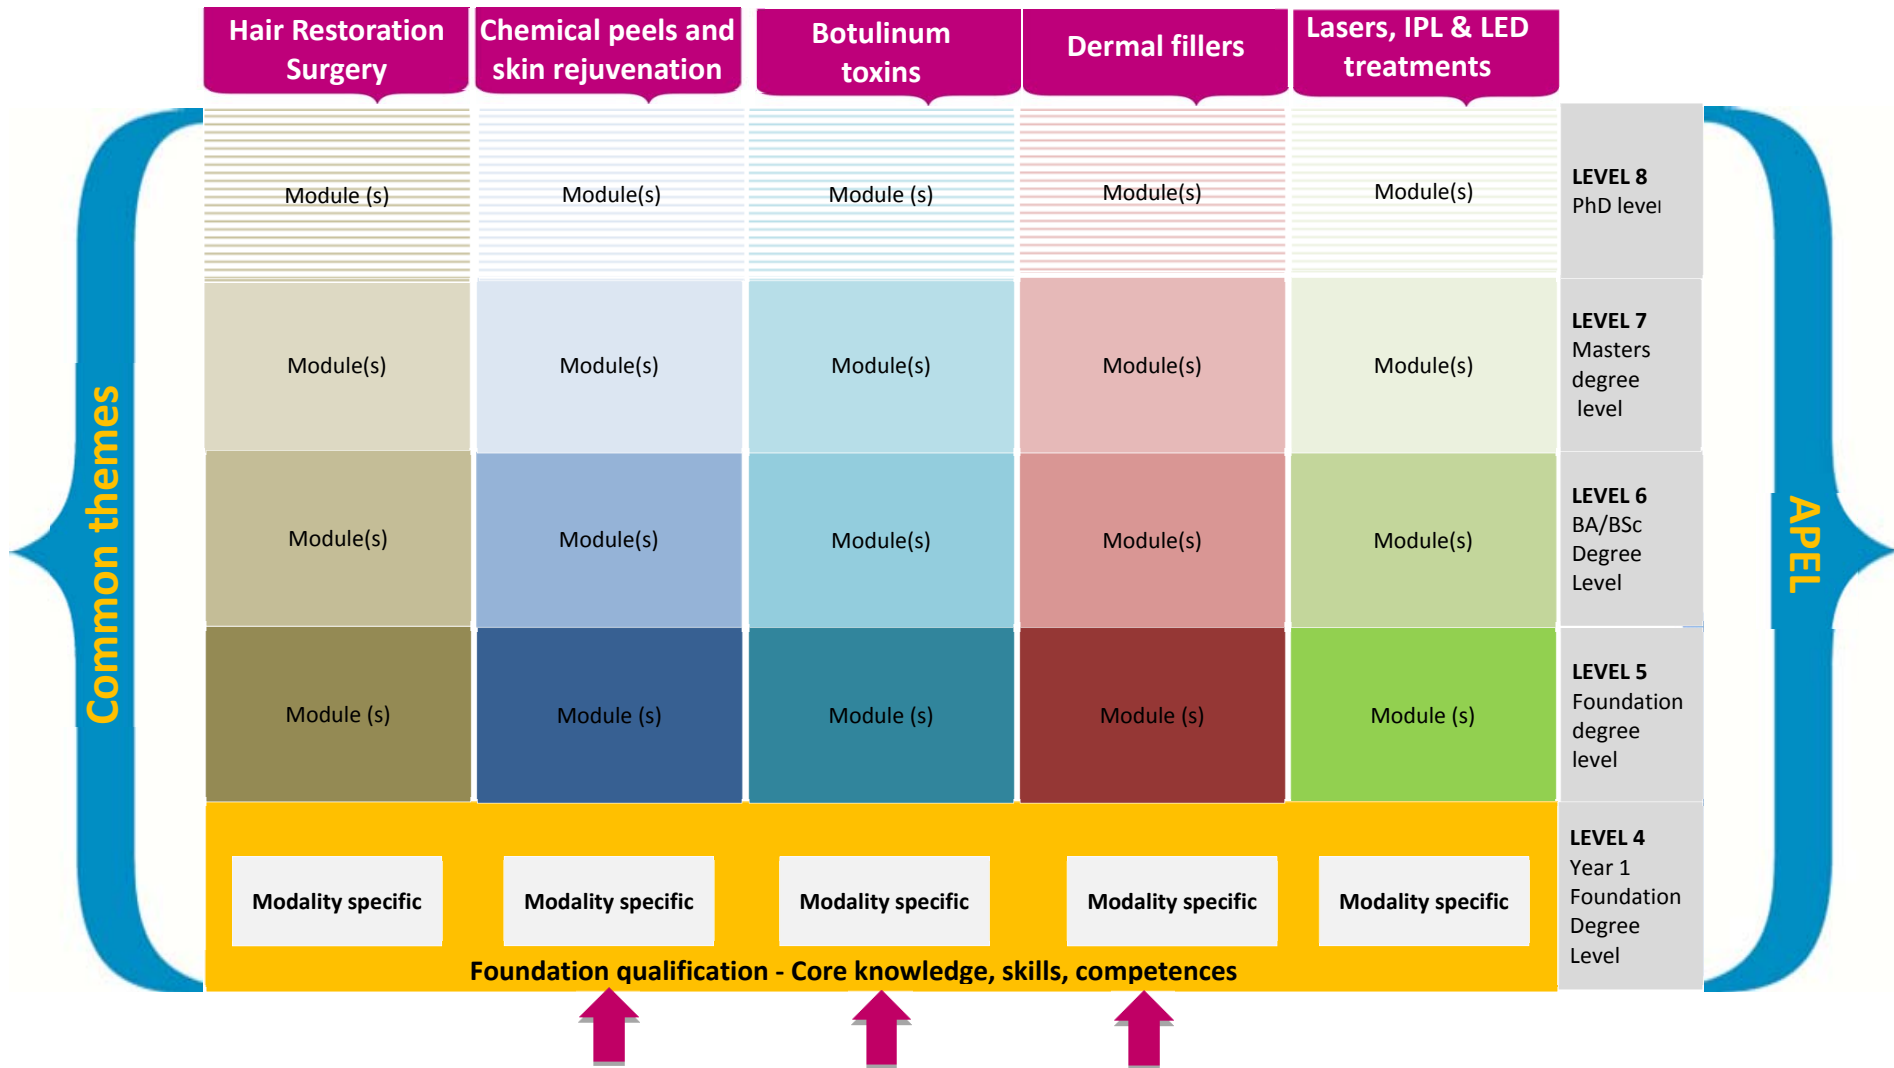 Hair Restoration
Surgery
Chemical peels and
skin rejuvenation
Botulinum
toxins
Dermal fillers
Lasers, IPL & LED
treatments
Common themes
Module (s)
Module(s)
Module (s)
Module(s)
Module(s)
LEVEL 8
PhD level
Module(s)
Module(s)
Module(s)
Module(s)
Module(s)
LEVEL 7
Masters
degree
level
Module(s)
Module(s)
Module(s)
Module(s)
Module(s)
LEVEL 6
BA/BSc
Degree
Level
Module (s)
Module (s)
Module (s)
Module (s)
Module (s)
LEVEL 5
Foundation
degree
level
Modality specific
Modality specific
Modality specific
Modality specific
Modality specific
LEVEL 4
Year 1
Foundation
Degree
Level
Foundation qualification - Core knowledge, skills, competences
APEL